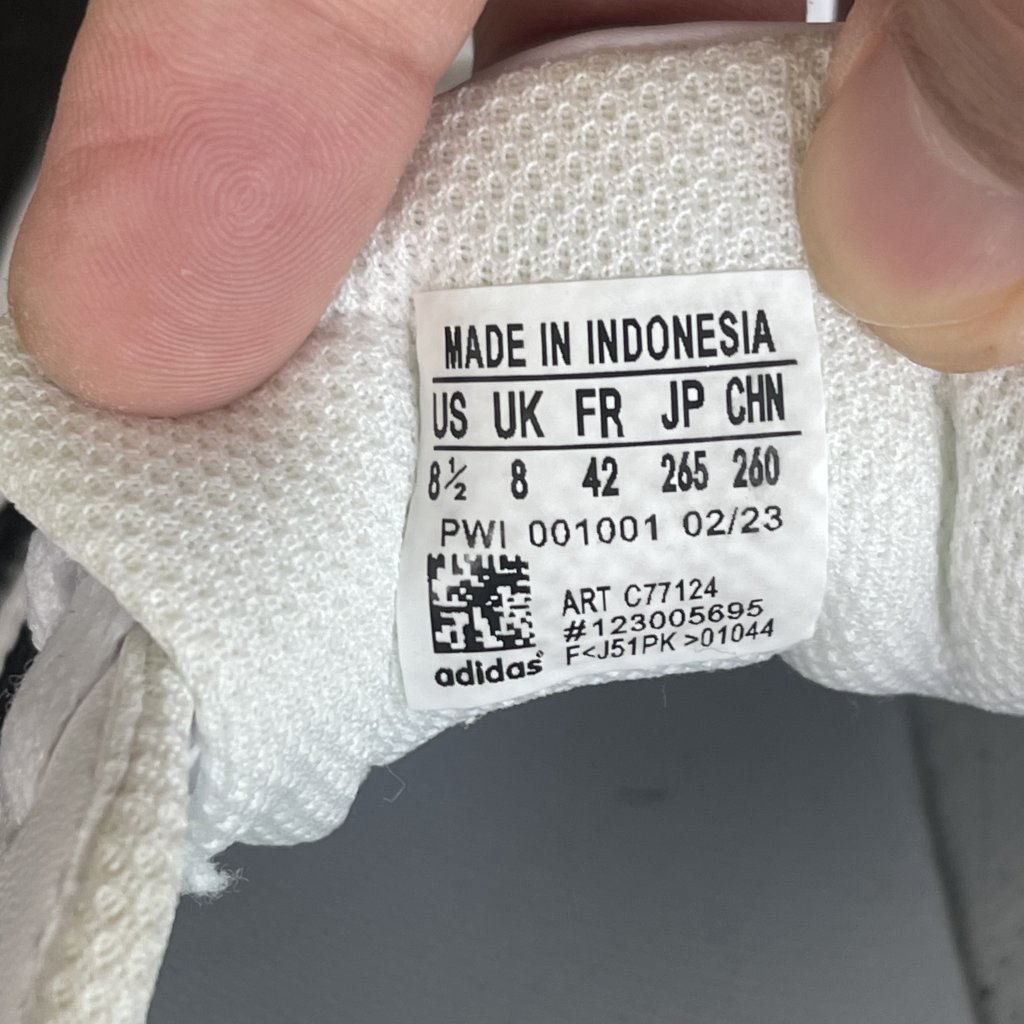 MADE IN INDONESIA
US UK FR JP CHN
8½ 8 42 265 260
PWI 001001 02/23
ART C77124
#123005695
F<J51PK>01044
adidas